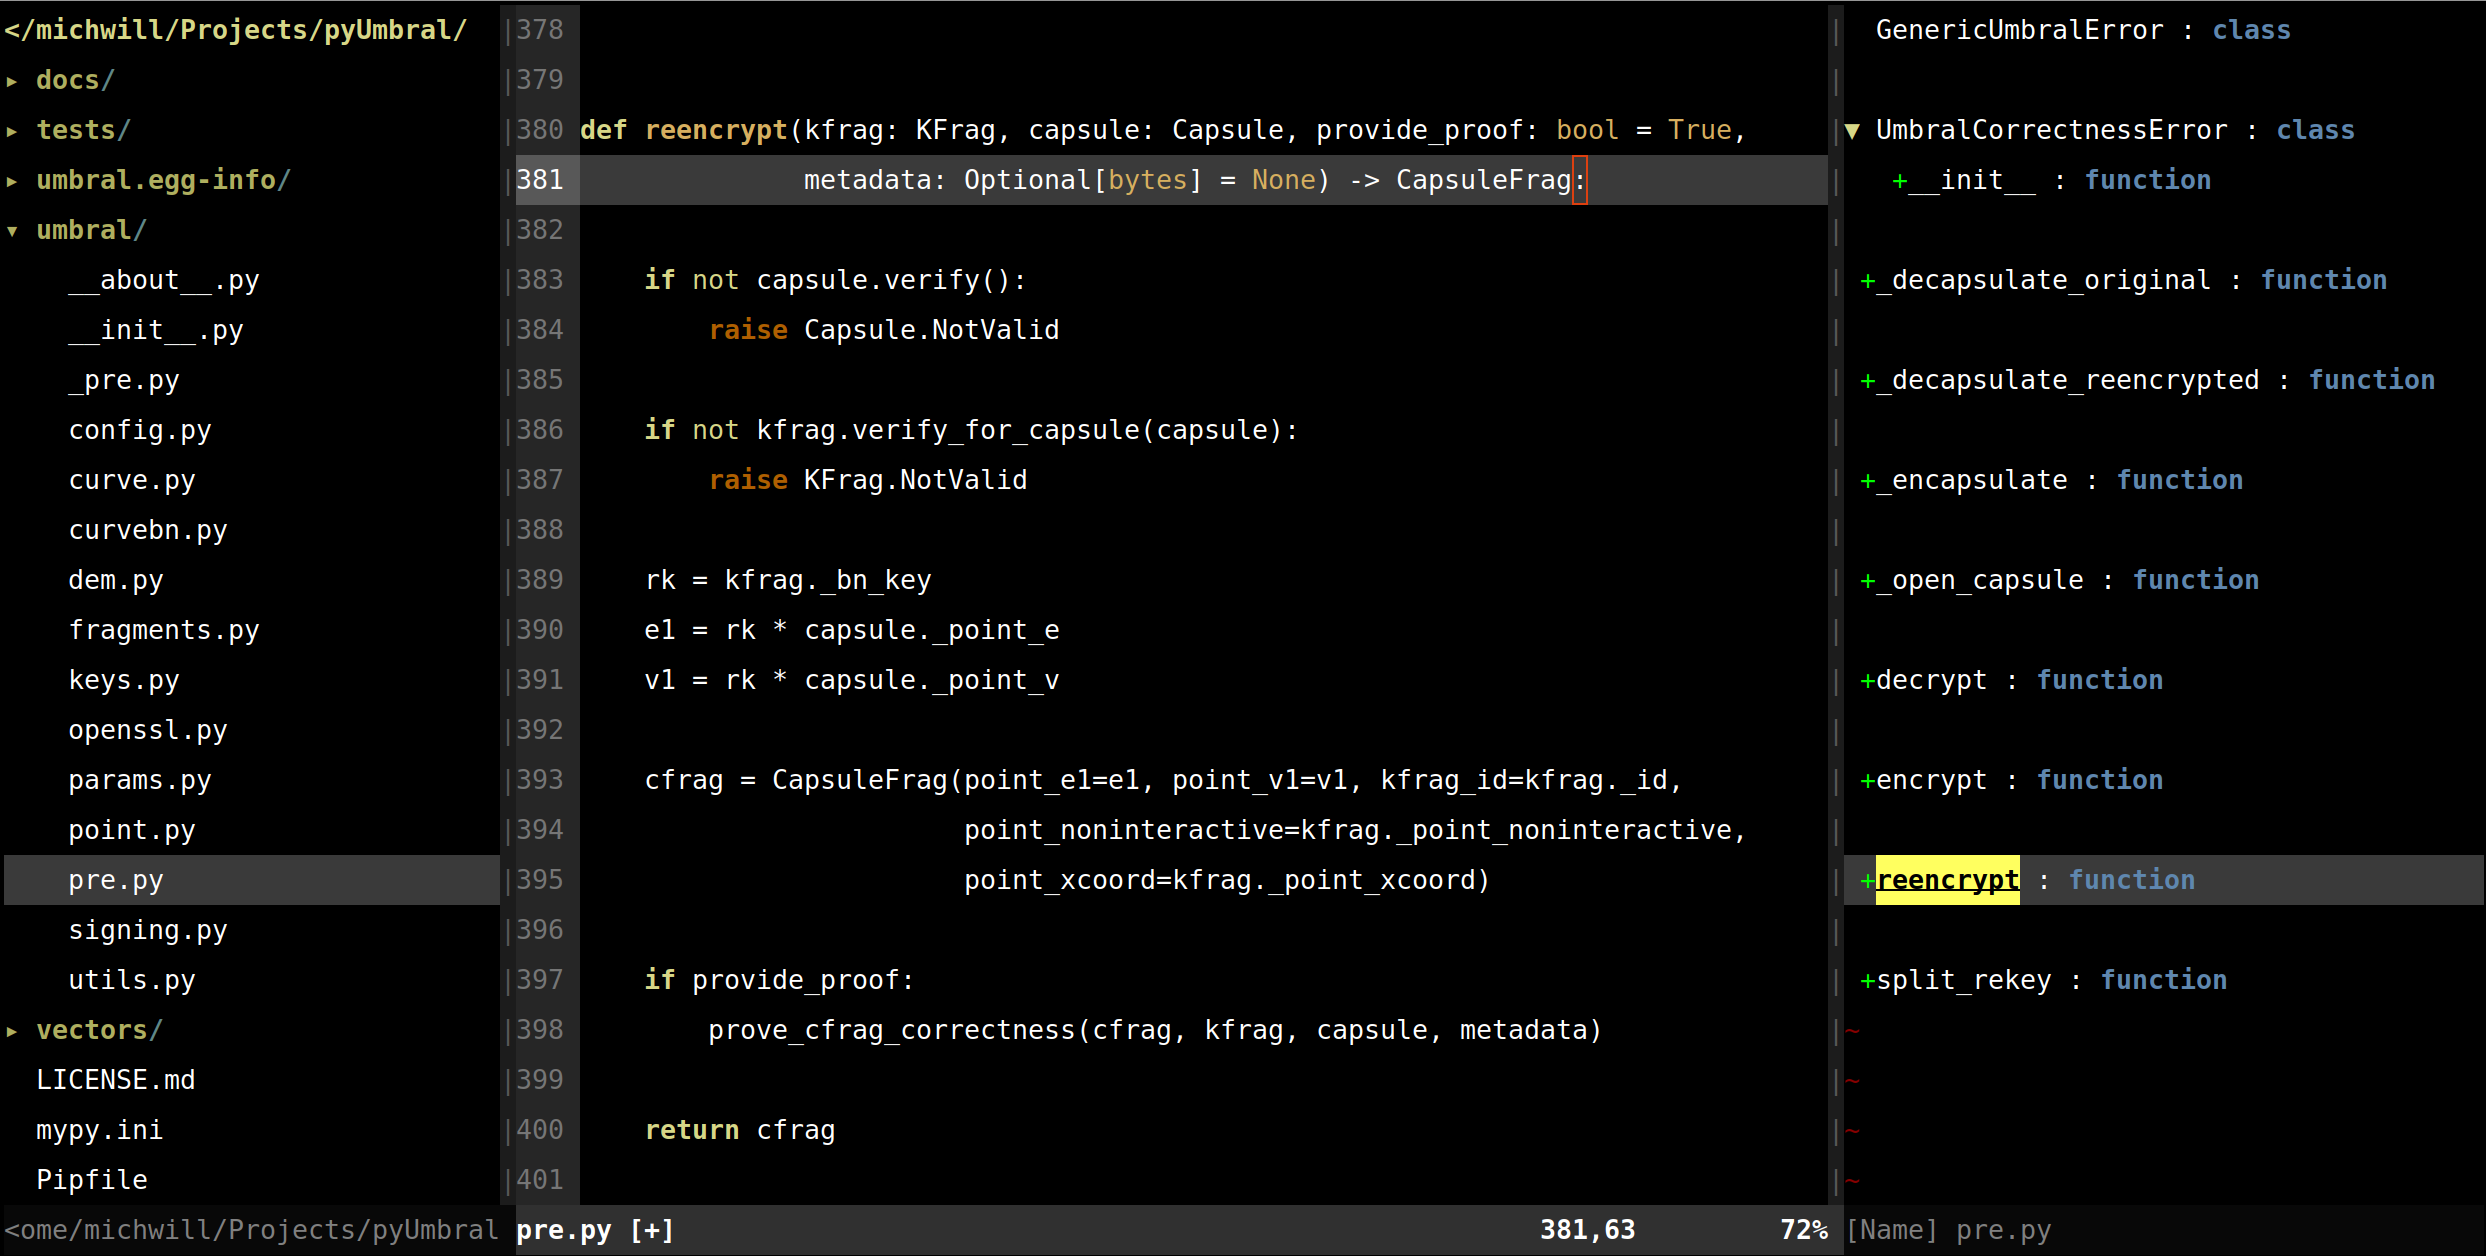 </michwill/Projects/pyUmbral/
▸ docs/
▸ tests/
▸ umbral.egg-info/
▾ umbral/
__about__.py
__init__.py
_pre.py
config.py
curve.py
curvebn.py
dem.py
fragments.py
keys.py
openssl.py
params.py
point.py
pre.py
signing.py
utils.py
▸ vectors/
LICENSE.md
mypy.ini
Pipfile
<ome/michwill/Projects/pyUmbral
378
379
380 def reencrypt(kfrag: KFrag, capsule: Capsule, provide_proof: bool = True,
381               metadata: Optional[bytes] = None) -> CapsuleFrag:
382
383     if not capsule.verify():
384         raise Capsule.NotValid
385
386     if not kfrag.verify_for_capsule(capsule):
387         raise KFrag.NotValid
388
389     rk = kfrag._bn_key
390     e1 = rk * capsule._point_e
391     v1 = rk * capsule._point_v
392
393     cfrag = CapsuleFrag(point_e1=e1, point_v1=v1, kfrag_id=kfrag._id,
394                         point_noninteractive=kfrag._point_noninteractive,
395                         point_xcoord=kfrag._point_xcoord)
396
397     if provide_proof:
398         prove_cfrag_correctness(cfrag, kfrag, capsule, metadata)
399
400     return cfrag
401
pre.py [+] 381,63 72%
GenericUmbralError : class
▼ UmbralCorrectnessError : class
+__init__ : function
+_decapsulate_original : function
+_decapsulate_reencrypted : function
+_encapsulate : function
+_open_capsule : function
+decrypt : function
+encrypt : function
+reencrypt : function
+split_rekey : function
~
~
~
~
[Name] pre.py